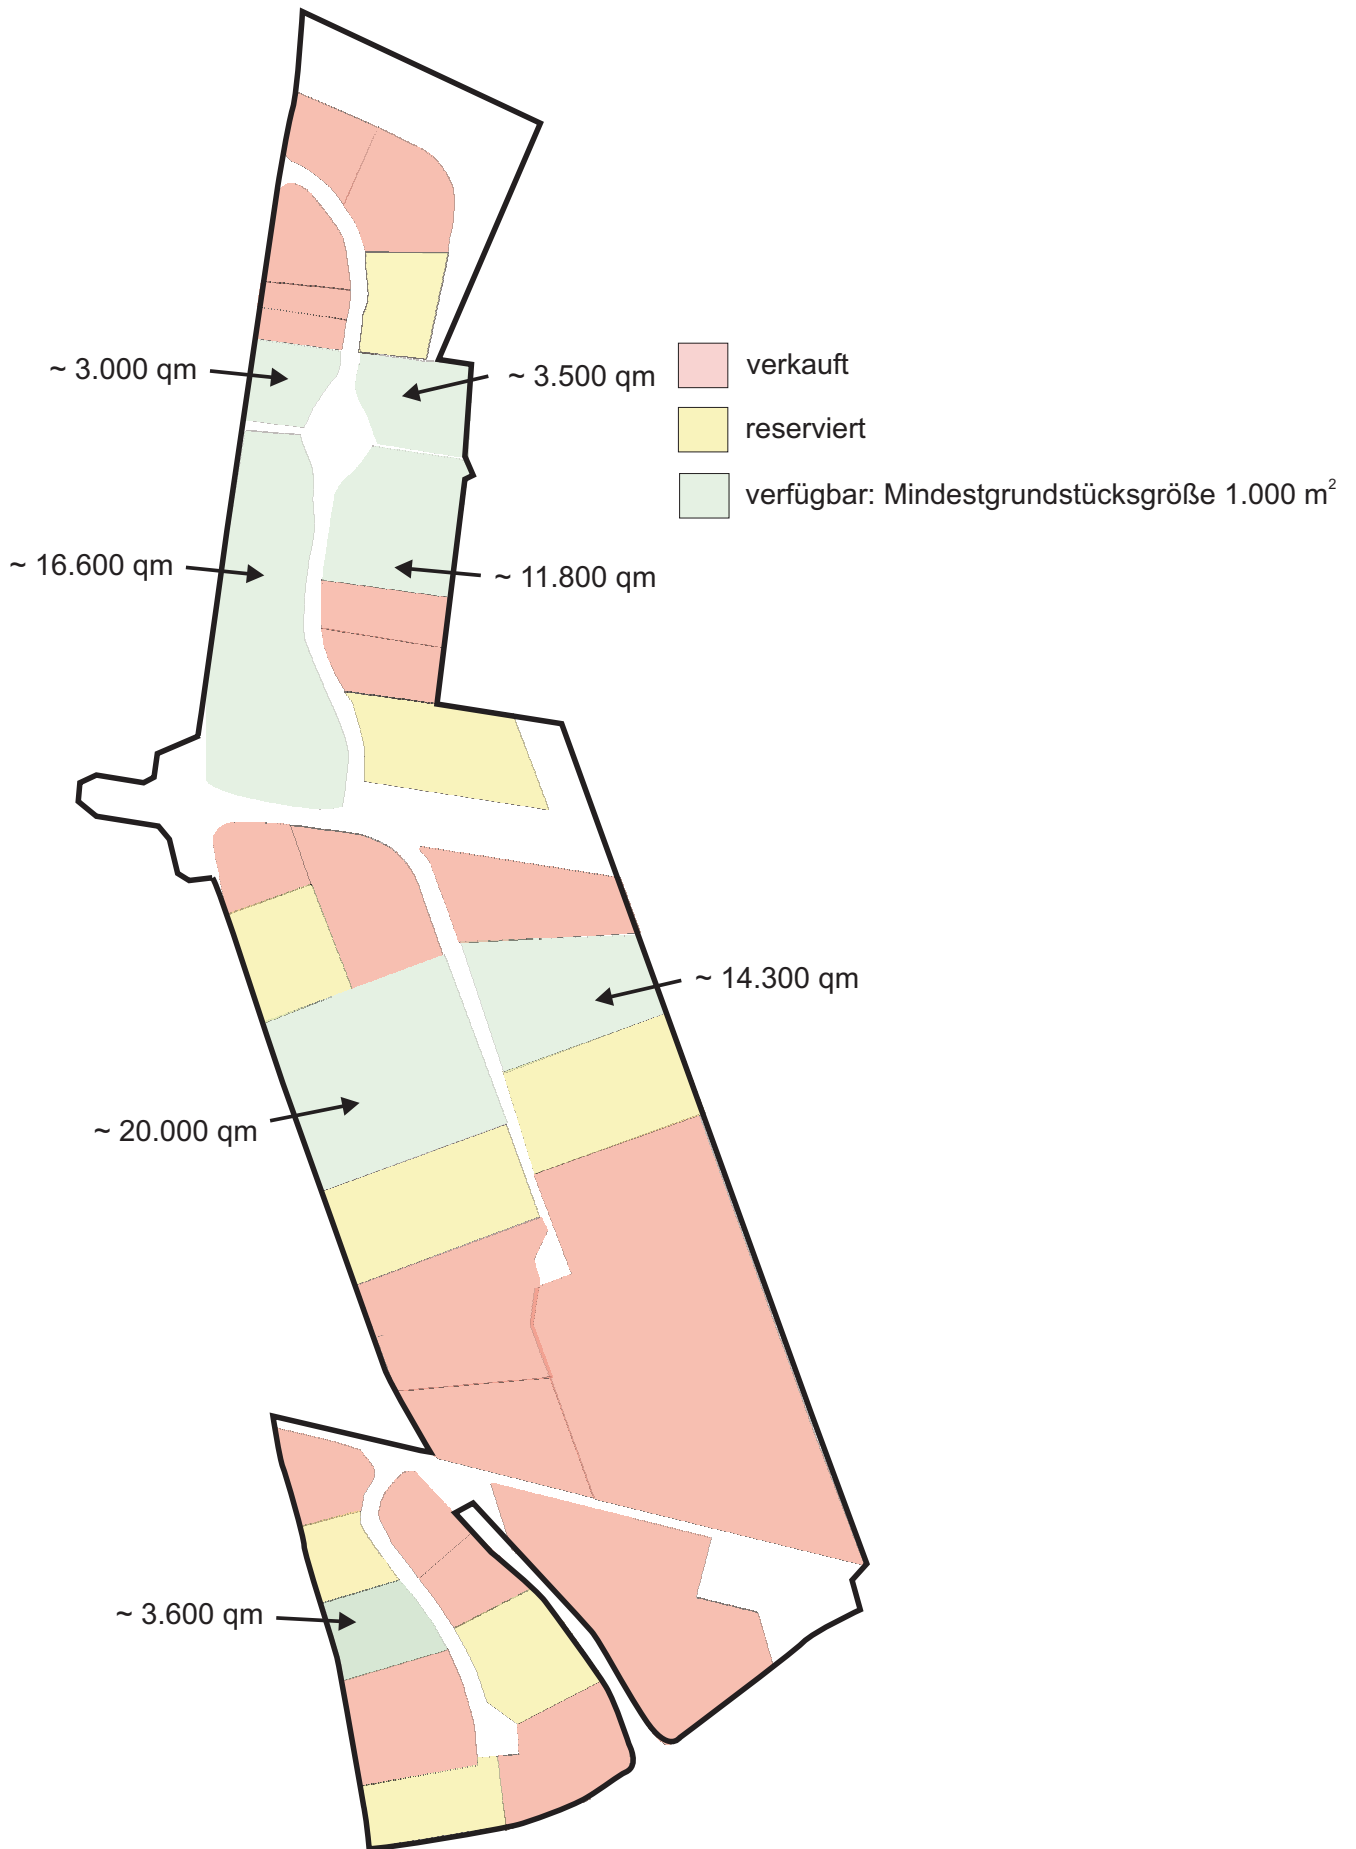 ~ 3.000 qm
~ 3.500 qm
verkauft
reserviert
verfügbar: Mindestgrundstücksgröße 1.000 m²
~ 16.600 qm
~ 11.800 qm
~ 14.300 qm
~ 20.000 qm
~ 3.600 qm